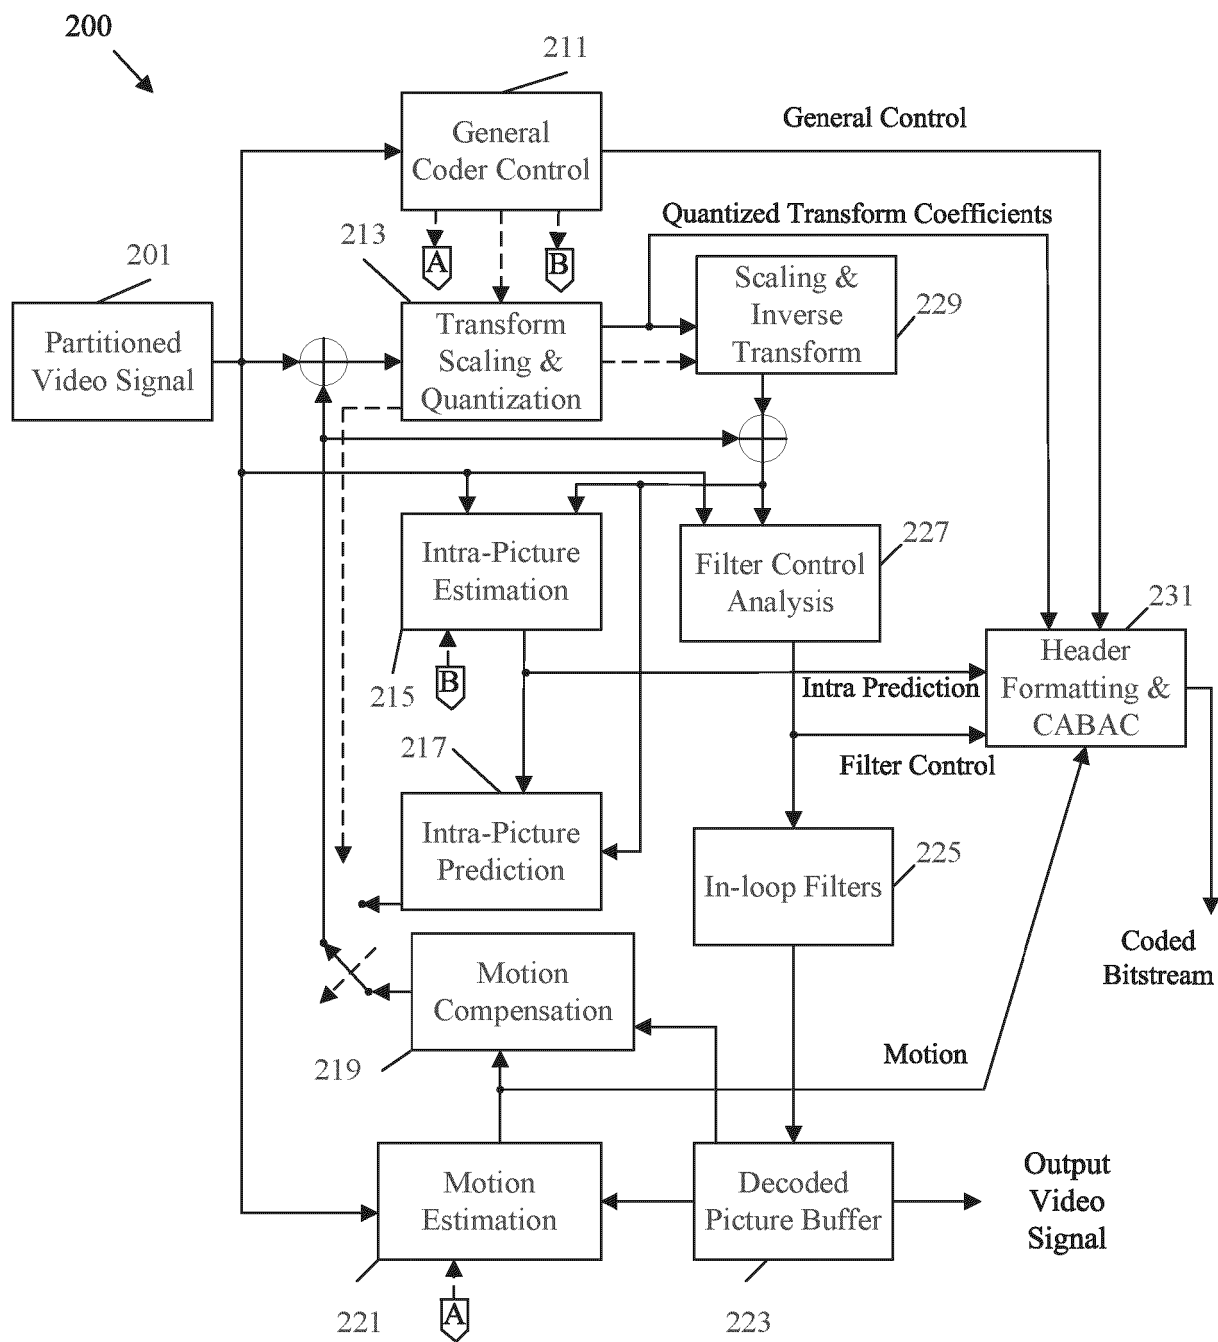 200
211
General
Coder Control
General Control
A
B
Quantized Transform Coefficients
201
Partitioned
Video Signal
213
Transform
Scaling &
Quantization
Scaling &
Inverse
Transform
229
Intra-Picture
Estimation
215
B
227
Filter Control
Analysis
231
Header
Formatting &
CABAC
Intra Prediction
Filter Control
217
Intra-Picture
Prediction
225
In-loop Filters
Coded
Bitstream
Motion
Compensation
219
Motion
Motion
Estimation
221
A
Decoded
Picture Buffer
223
Output
Video
Signal